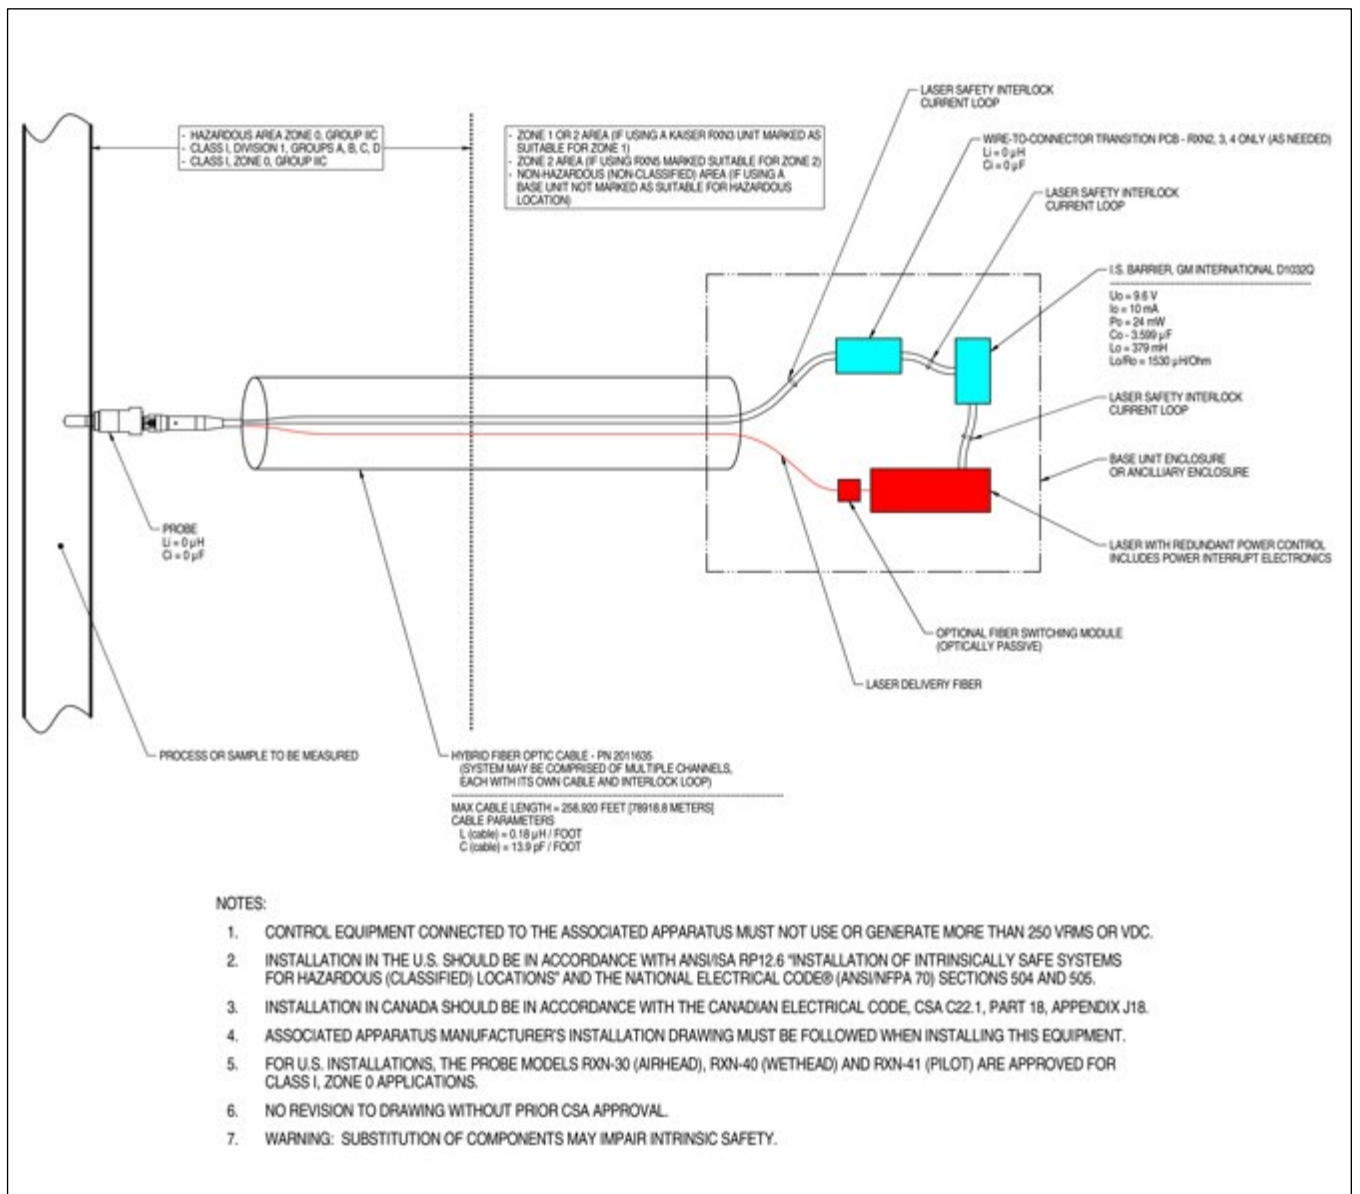 LASER SAFETY INTERLOCK
CURRENT LOOP
- HAZARDOUS AREA ZONE 0, GROUP IIC
- CLASS I, DIVISION 1, GROUPS A, B, C, D
- CLASS I, ZONE 0, GROUP IIC
- ZONE 1 OR 2 AREA (IF USING A KAISER RXN3 UNIT MARKED AS
SUITABLE FOR ZONE 1)
- ZONE 2 AREA (IF USING RXN5 MARKED SUITABLE FOR ZONE 2)
- NON-HAZARDOUS (NON-CLASSIFIED) AREA (IF USING A
BASE UNIT NOT MARKED AS SUITABLE FOR HAZARDOUS
LOCATION)
WIRE-TO-CONNECTOR TRANSITION PCB - RXN2, 3, 4 ONLY (AS NEEDED)
Li = 0 µH
Ci = 0 µF
LASER SAFETY INTERLOCK
CURRENT LOOP
I.S. BARRIER, GM INTERNATIONAL D1032Q
Uo = 9.6 V
Io = 10 mA
Po = 24 mW
Co - 3.599 µF
Lo = 379 mH
Lo/Ro = 1530 µH/Ohm
LASER SAFETY INTERLOCK
CURRENT LOOP
BASE UNIT ENCLOSURE
OR ANCILLIARY ENCLOSURE
PROBE
Li = 0 µH
Ci = 0 µF
LASER WITH REDUNDANT POWER CONTROL
INCLUDES POWER INTERRUPT ELECTRONICS
OPTIONAL FIBER SWITCHING MODULE
(OPTICALLY PASSIVE)
LASER DELIVERY FIBER
PROCESS OR SAMPLE TO BE MEASURED
HYBRID FIBER OPTIC CABLE - PN 2011635
(SYSTEM MAY BE COMPRISED OF MULTIPLE CHANNELS,
EACH WITH ITS OWN CABLE AND INTERLOCK LOOP)
MAX CABLE LENGTH = 258,920 FEET [78918.8 METERS]
CABLE PARAMETERS
L (cable) = 0.18 µH / FOOT
C (cable) = 13.9 pF / FOOT
NOTES:
1. CONTROL EQUIPMENT CONNECTED TO THE ASSOCIATED APPARATUS MUST NOT USE OR GENERATE MORE THAN 250 VRMS OR VDC.
2. INSTALLATION IN THE U.S. SHOULD BE IN ACCORDANCE WITH ANSI/ISA RP12.6 "INSTALLATION OF INTRINSICALLY SAFE SYSTEMS
FOR HAZARDOUS (CLASSIFIED) LOCATIONS" AND THE NATIONAL ELECTRICAL CODE® (ANSI/NFPA 70) SECTIONS 504 AND 505.
3. INSTALLATION IN CANADA SHOULD BE IN ACCORDANCE WITH THE CANADIAN ELECTRICAL CODE, CSA C22.1, PART 18, APPENDIX J18.
4. ASSOCIATED APPARATUS MANUFACTURER'S INSTALLATION DRAWING MUST BE FOLLOWED WHEN INSTALLING THIS EQUIPMENT.
5. FOR U.S. INSTALLATIONS, THE PROBE MODELS RXN-30 (AIRHEAD), RXN-40 (WETHEAD) AND RXN-41 (PILOT) ARE APPROVED FOR
CLASS I, ZONE 0 APPLICATIONS.
6. NO REVISION TO DRAWING WITHOUT PRIOR CSA APPROVAL.
7. WARNING: SUBSTITUTION OF COMPONENTS MAY IMPAIR INTRINSIC SAFETY.